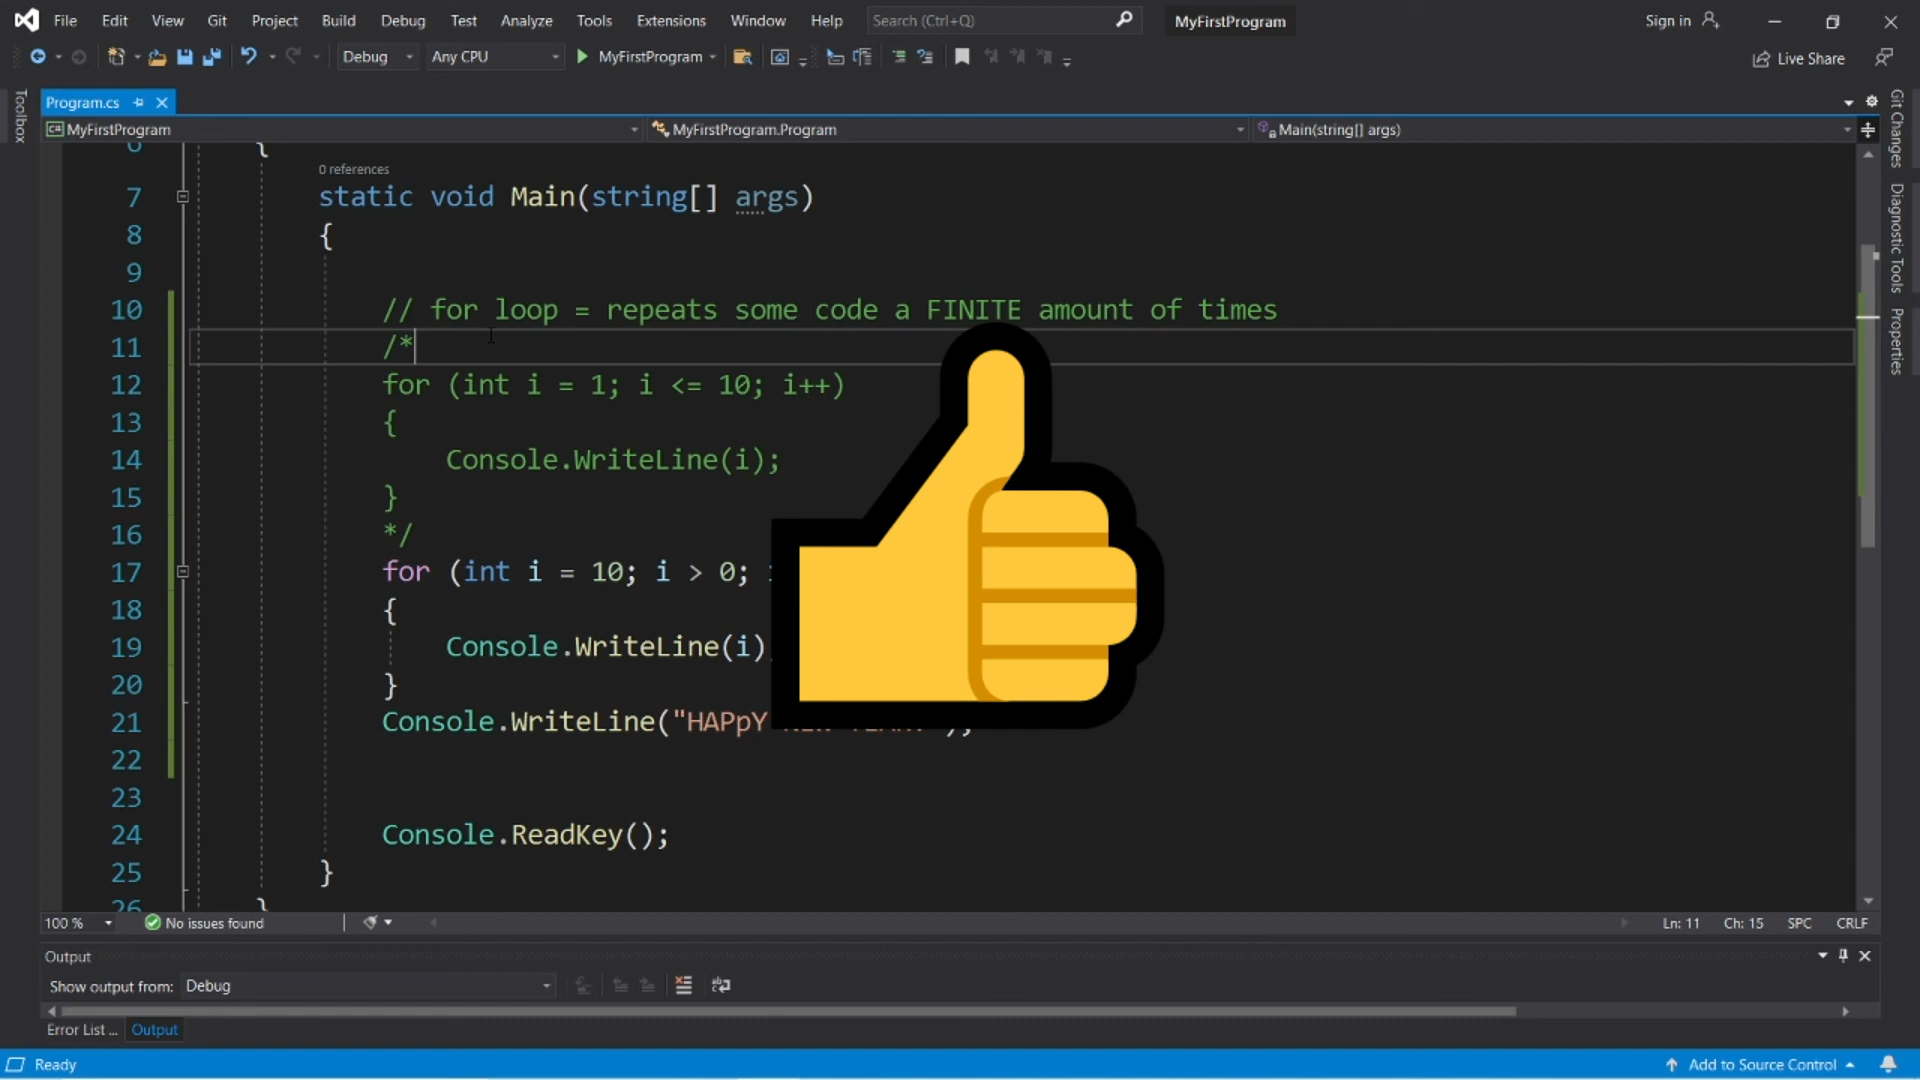 File Edit View Git Project Build Debug Test Analyze Tools Extensions Window Help Search (Ctrl+Q) MyFirstProgram Sign in
Debug Any CPU MyFirstProgram Live Share
Toolbox
Program.cs
MyFirstProgram MyFirstProgram.Program Main(string[] args)
Git Changes
Diagnostic Tools
Properties
6 {
0 references
7 static void Main(string[] args)
8 {
9
10 // for loop = repeats some code a FINITE amount of times
11 /*
12 for (int i = 1; i <= 10; i++)
13 {
14 Console.WriteLine(i);
15 }
16 */
17 for (int i = 10; i > 0;
18 {
19 Console.WriteLine(i)
20 }
21 Console.WriteLine("HAPpY
22
23
24 Console.ReadKey();
25 }
26 }
100 % No issues found Ln: 11 Ch: 15 SPC CRLF
Output
Show output from: Debug
Error List ... Output
Ready Add to Source Control